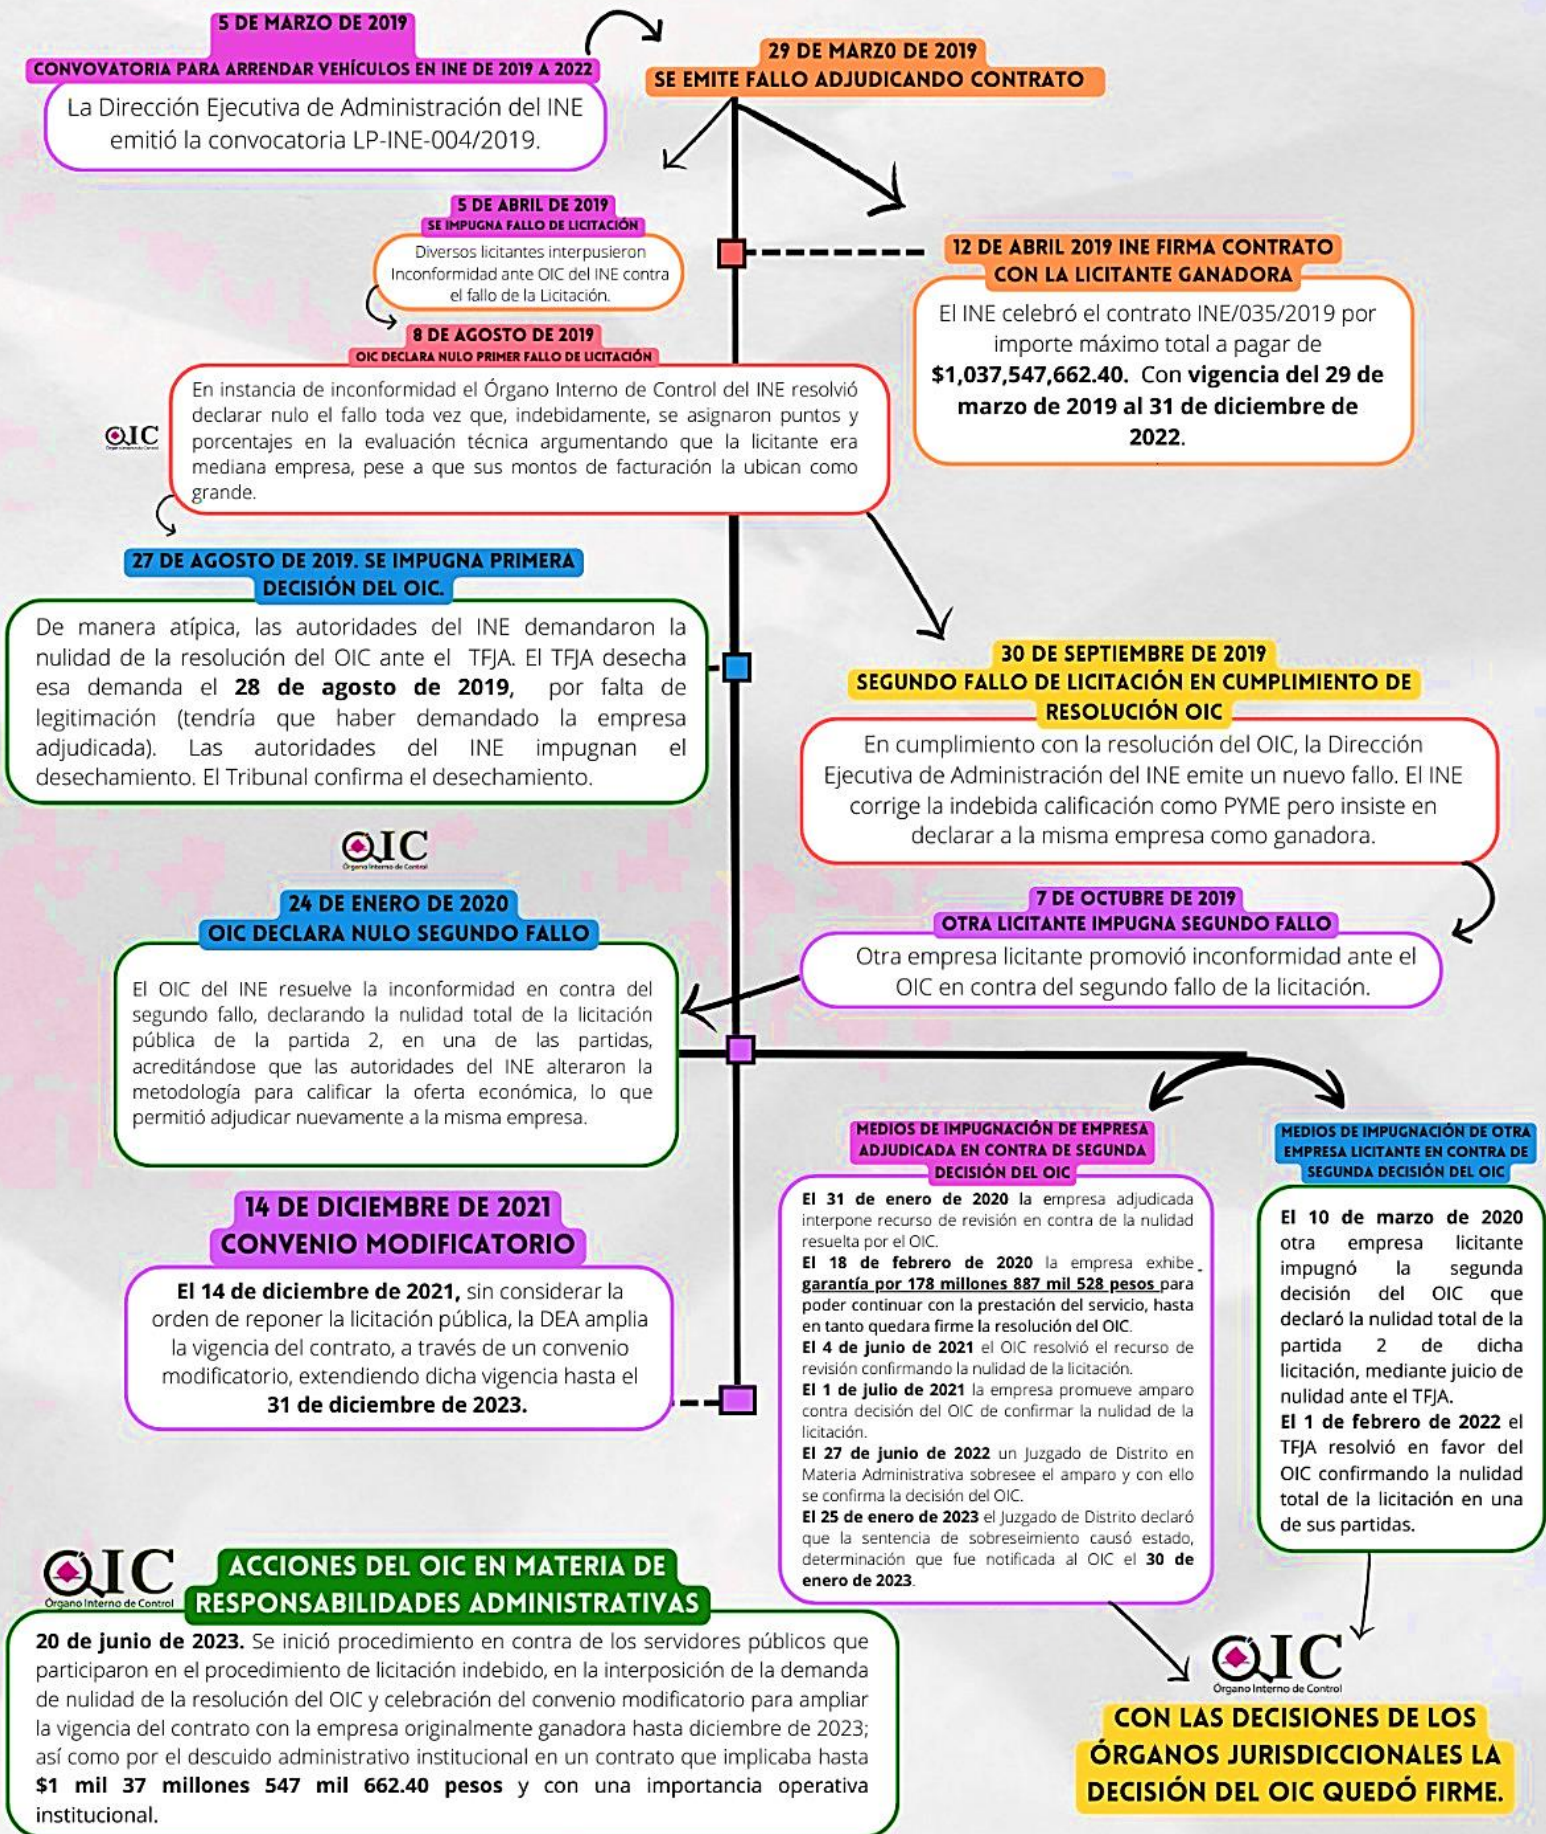 5 DE MARZO DE 2019
CONVOVATORIA PARA ARRENDAR VEHÍCULOS EN INE DE 2019 A 2022
La Dirección Ejecutiva de Administración del INE
emitió la convocatoria LP-INE-004/2019.
29 DE MARZO DE 2019
SE EMITE FALLO ADJUDICANDO CONTRATO
5 DE ABRIL DE 2019
SE IMPUGNA FALLO DE LICITACIÓN
Diversos licitantes interpusieron
Inconformidad ante OIC del INE contra
el fallo de la Licitación.
12 DE ABRIL 2019 INE FIRMA CONTRATO
CON LA LICITANTE GANADORA
El INE celebró el contrato INE/035/2019 por
importe máximo total a pagar de
$1,037,547,662.40. Con vigencia del 29 de
marzo de 2019 al 31 de diciembre de
2022.
8 DE AGOSTO DE 2019
OIC DECLARA NULO PRIMER FALLO DE LICITACIÓN
OIC
Órgano Interno de Control
En instancia de inconformidad el Órgano Interno de Control del INE resolvió
declarar nulo el fallo toda vez que, indebidamente, se asignaron puntos y
porcentajes en la evaluación técnica argumentando que la licitante era
mediana empresa, pese a que sus montos de facturación la ubican como
grande.
27 DE AGOSTO DE 2019. SE IMPUGNA PRIMERA
DECISIÓN DEL OIC.
De manera atípica, las autoridades del INE demandaron la
nulidad de la resolución del OIC ante el TFJA. El TFJA desecha
esa demanda el 28 de agosto de 2019, por falta de
legitimación (tendría que haber demandado la empresa
adjudicada). Las autoridades del INE impugnan el
desechamiento. El Tribunal confirma el desechamiento.
30 DE SEPTIEMBRE DE 2019
SEGUNDO FALLO DE LICITACIÓN EN CUMPLIMIENTO DE
RESOLUCIÓN OIC
En cumplimiento con la resolución del OIC, la Dirección
Ejecutiva de Administración del INE emite un nuevo fallo. El INE
corrige la indebida calificación como PYME pero insiste en
declarar a la misma empresa como ganadora.
7 DE OCTUBRE DE 2019
OTRA LICITANTE IMPUGNA SEGUNDO FALLO
Otra empresa licitante promovió inconformidad ante el
OIC en contra del segundo fallo de la licitación.
OIC
Órgano Interno de Control
24 DE ENERO DE 2020
OIC DECLARA NULO SEGUNDO FALLO
El OIC del INE resuelve la inconformidad en contra del
segundo fallo, declarando la nulidad total de la licitación
pública de la partida 2, en una de las partidas,
acreditándose que las autoridades del INE alteraron la
metodología para calificar la oferta económica, lo que
permitió adjudicar nuevamente a la misma empresa.
MEDIOS DE IMPUGNACIÓN DE EMPRESA
ADJUDICADA EN CONTRA DE SEGUNDA
DECISIÓN DEL OIC
El 31 de enero de 2020 la empresa adjudicada
interpone recurso de revisión en contra de la nulidad
resuelta por el OIC.
El 18 de febrero de 2020 la empresa exhibe
garantía por 178 millones 887 mil 528 pesos para
poder continuar con la prestación del servicio, hasta
en tanto quedara firme la resolución del OIC.
El 4 de junio de 2021 el OIC resolvió el recurso de
revisión confirmando la nulidad de la licitación.
El 1 de julio de 2021 la empresa promueve amparo
contra decisión del OIC de confirmar la nulidad de la
licitación.
El 27 de junio de 2022 un Juzgado de Distrito en
Materia Administrativa sobresee el amparo y con ello
se confirma la decisión del OIC.
El 25 de enero de 2023 el Juzgado de Distrito declaró
que la sentencia de sobreseimiento causó estado,
determinación que fue notificada al OIC el 30 de
enero de 2023.
MEDIOS DE IMPUGNACIÓN DE OTRA
EMPRESA LICITANTE EN CONTRA DE
SEGUNDA DECISIÓN DEL OIC
El 10 de marzo de 2020
otra empresa licitante
impugnó la segunda
decisión del OIC que
declaró la nulidad total de la
partida 2 de dicha
licitación, mediante juicio de
nulidad ante el TFJA.
El 1 de febrero de 2022 el
TFJA resolvió en favor del
OIC confirmando la nulidad
total de la licitación en una
de sus partidas.
14 DE DICIEMBRE DE 2021
CONVENIO MODIFICATORIO
El 14 de diciembre de 2021, sin considerar la
orden de reponer la licitación pública, la DEA amplia
la vigencia del contrato, a través de un convenio
modificatorio, extendiendo dicha vigencia hasta el
31 de diciembre de 2023.
OIC
Órgano Interno de Control
ACCIONES DEL OIC EN MATERIA DE
RESPONSABILIDADES ADMINISTRATIVAS
20 de junio de 2023. Se inició procedimiento en contra de los servidores públicos que
participaron en el procedimiento de licitación indebido, en la interposición de la demanda
de nulidad de la resolución del OIC y celebración del convenio modificatorio para ampliar
la vigencia del contrato con la empresa originalmente ganadora hasta diciembre de 2023;
así como por el descuido administrativo institucional en un contrato que implicaba hasta
$1 mil 37 millones 547 mil 662.40 pesos y con una importancia operativa
institucional.
OIC
Órgano Interno de Control
CON LAS DECISIONES DE LOS
ÓRGANOS JURISDICCIONALES LA
DECISIÓN DEL OIC QUEDÓ FIRME.